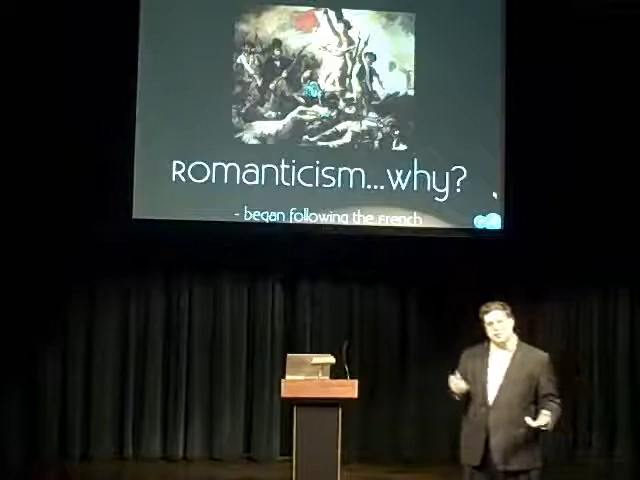 Romanticism...why?
- began following the French